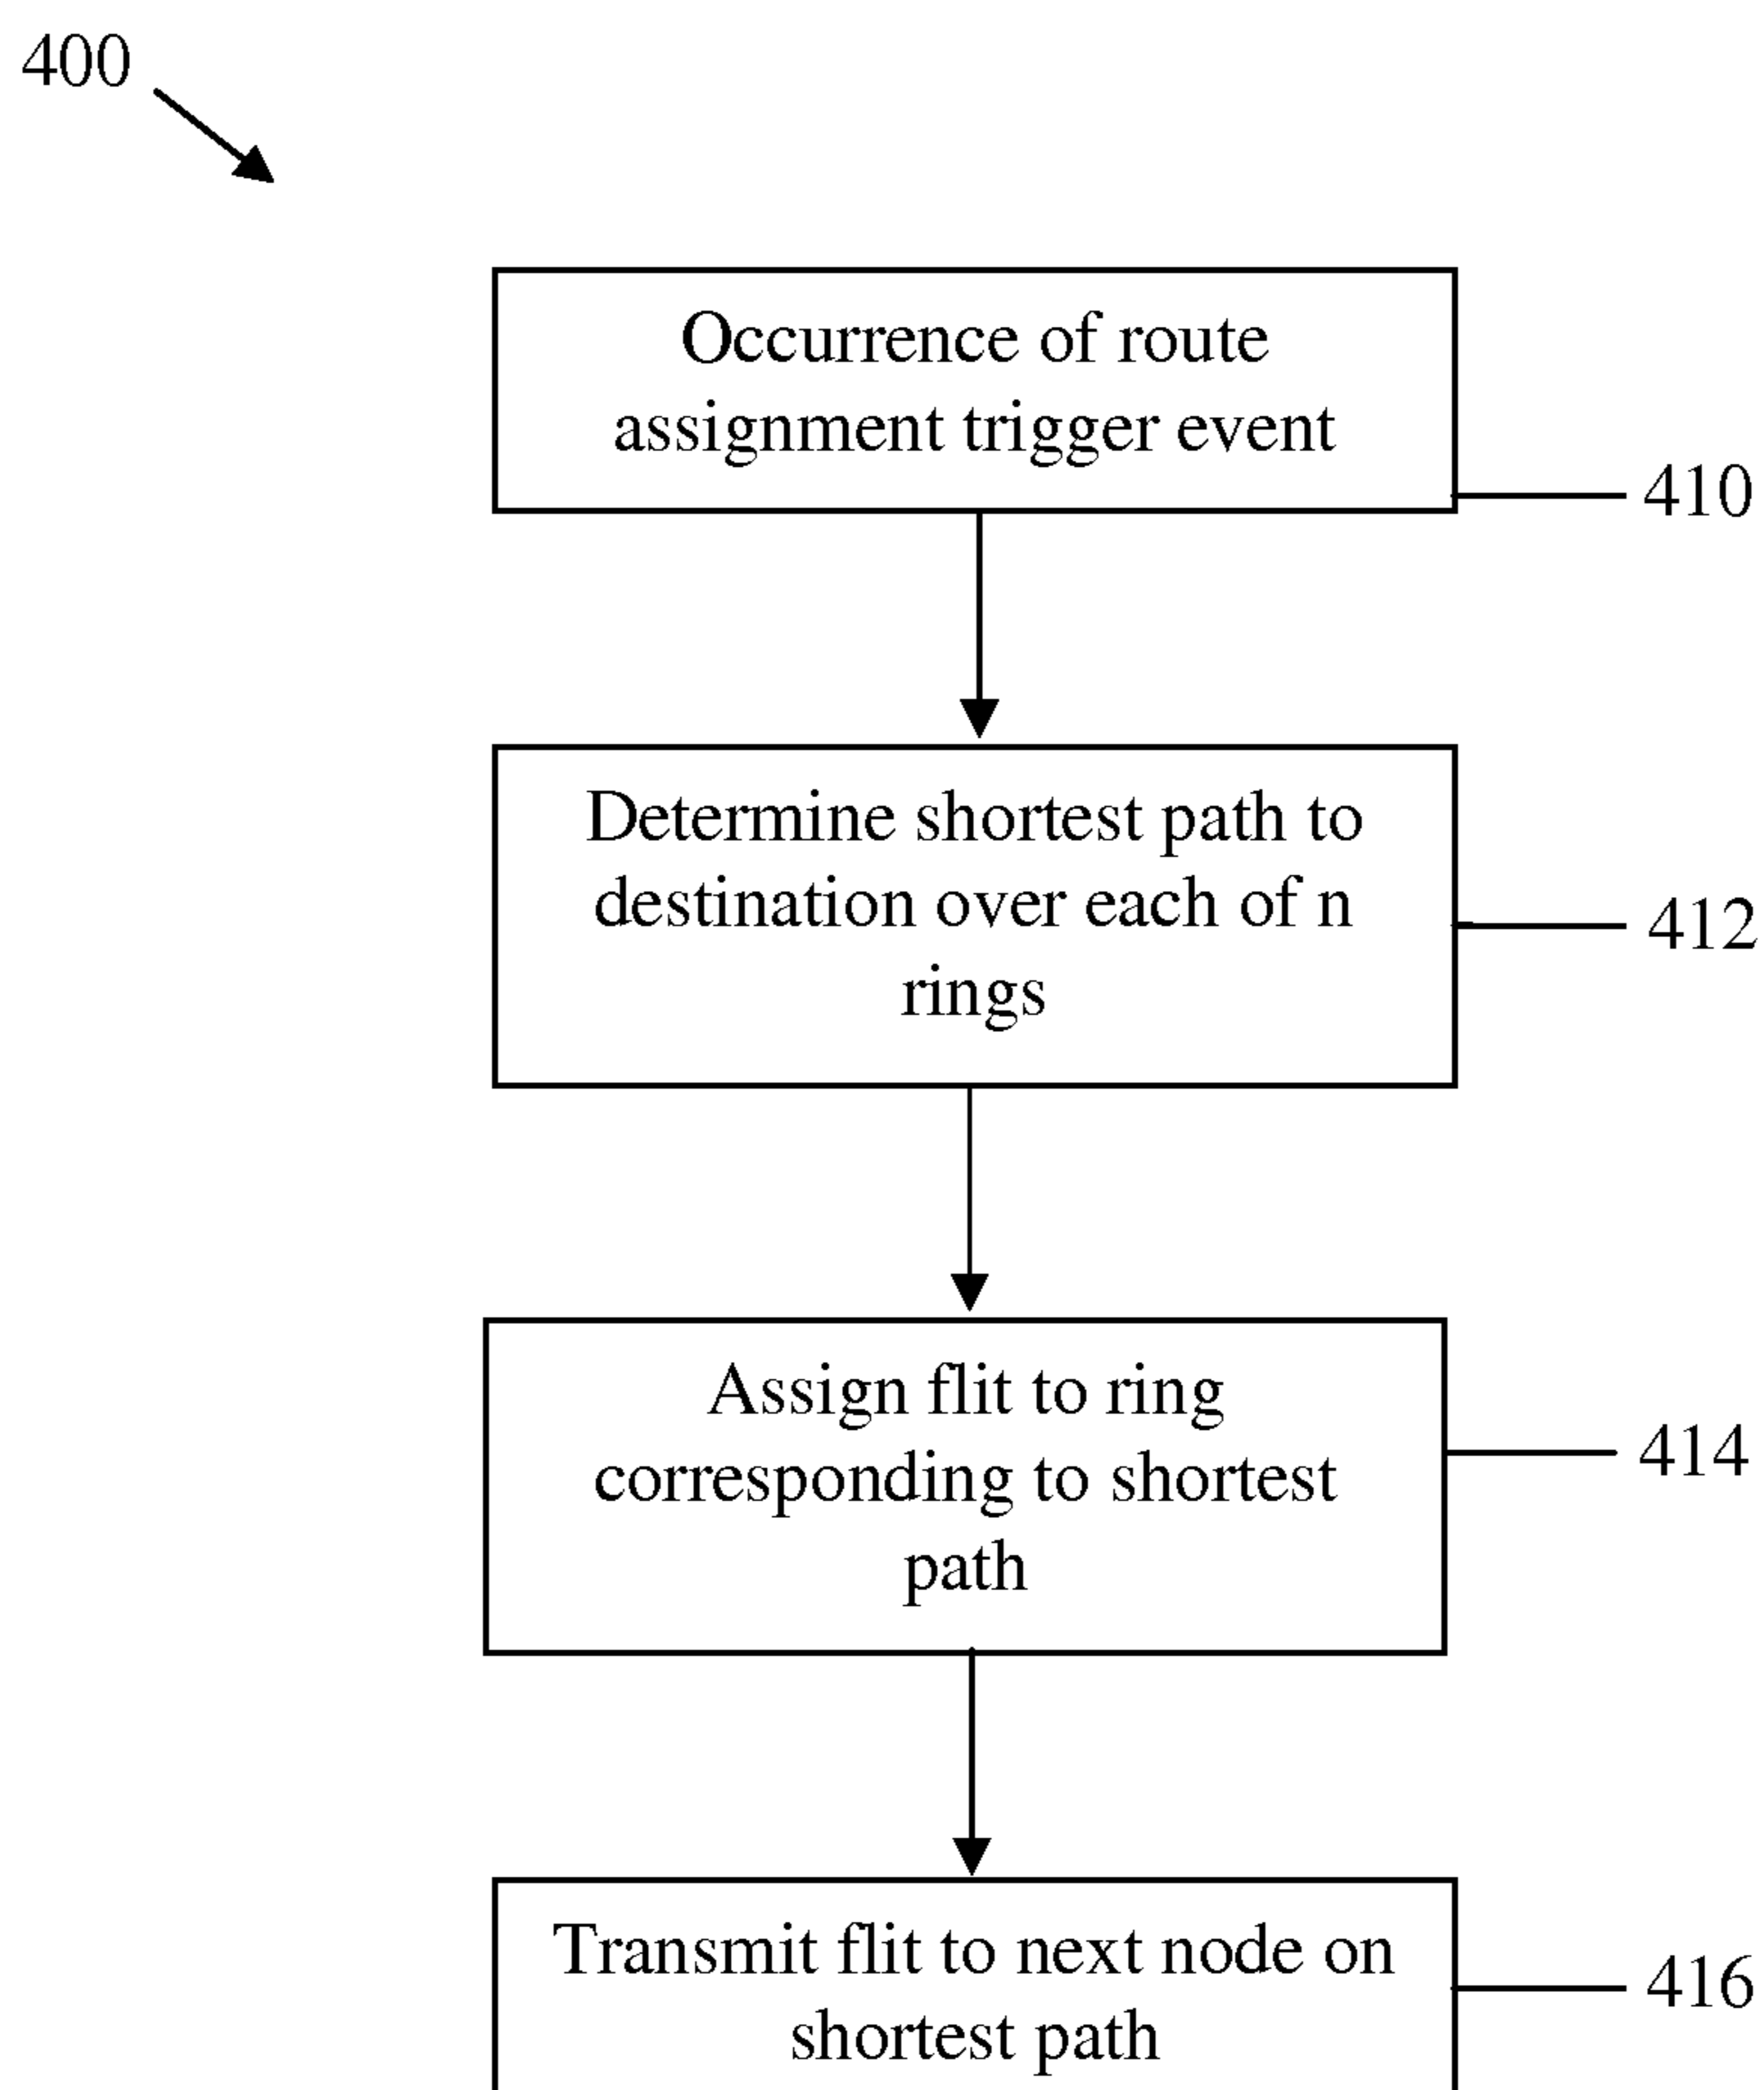 400
Occurrence of route
assignment trigger event
410
Determine shortest path to
destination over each of n
rings
412
Assign flit to ring
corresponding to shortest
path
414
Transmit flit to next node on
shortest path
416